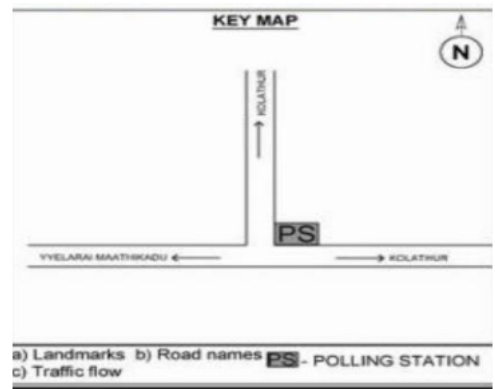 KEY MAP
N
KOLATHUR
PS
YYELARAI MAATHIKADU
KOLATHUR
a) Landmarks b) Road names PS - POLLING STATION
c) Traffic flow